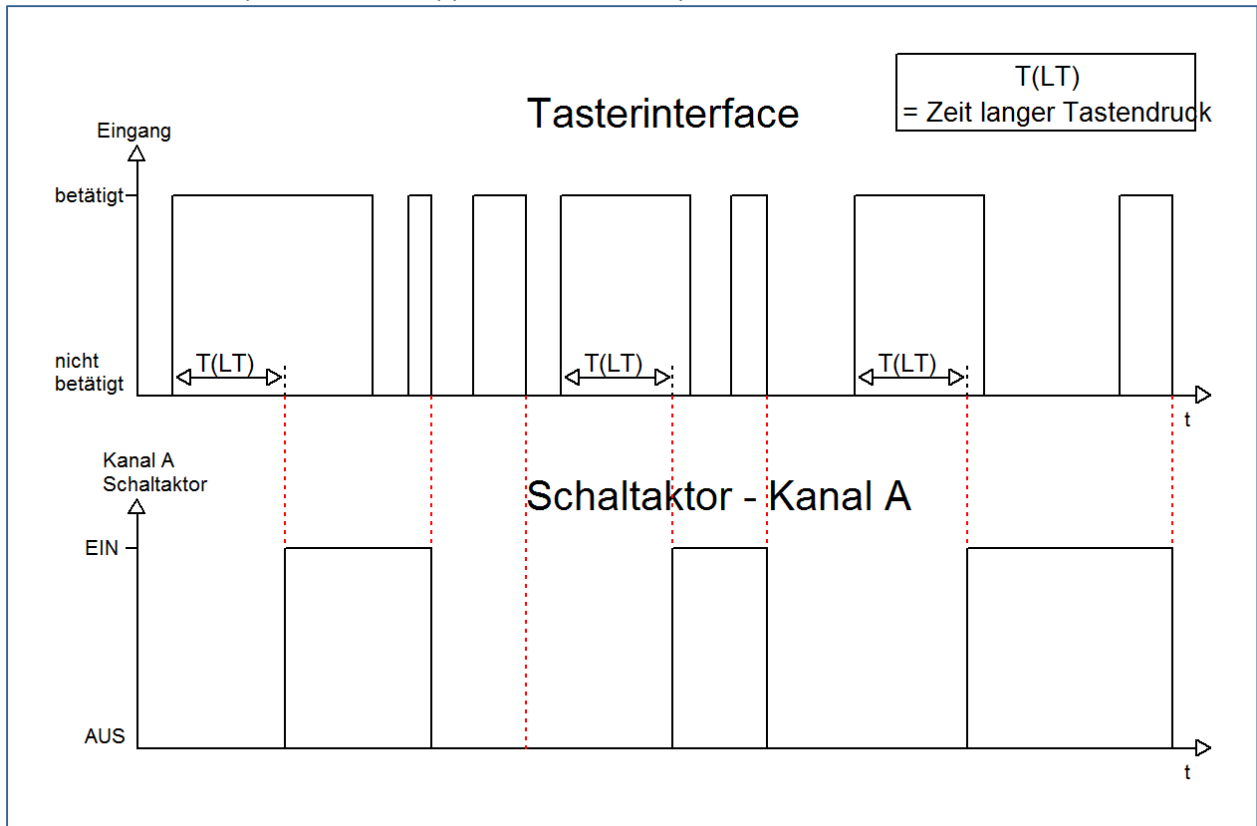 T(LT)
= Zeit langer Tastendruck
Tasterinterface
Eingang
betätigt
nicht
betätigt
T(LT)
T(LT)
T(LT)
t
Kanal A
Schaltaktor
Schaltaktor - Kanal A
EIN
AUS
t